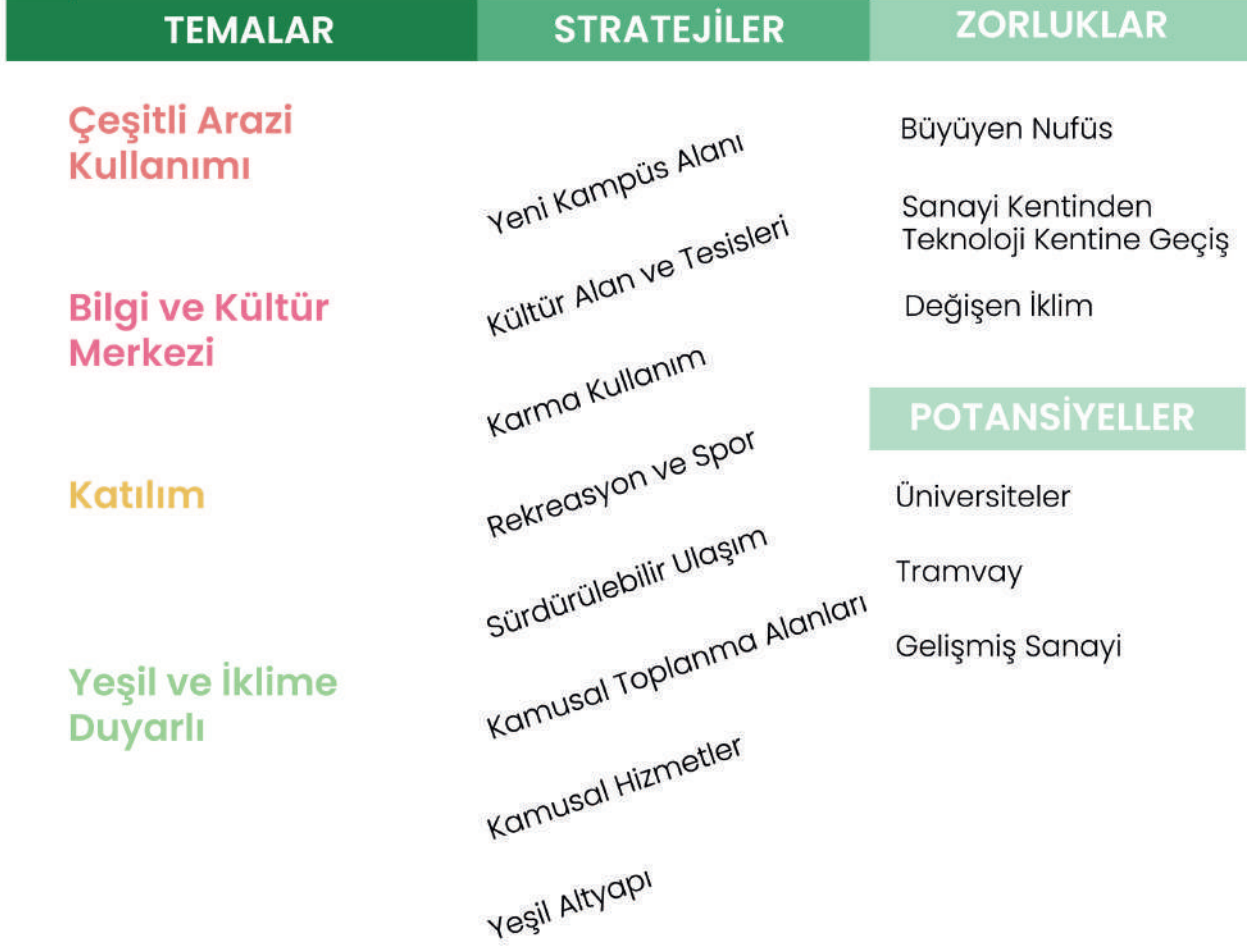 TEMALAR
Çeşitli Arazi
Kullanımı
Bilgi ve Kültür
Merkezi
Katılım
Yeşil ve İklime
Duyarlı
STRATEJİLER
Yeni Kampüs Alanı
Kültür Alan ve Tesisleri
Karma Kullanım
Rekreasyon ve Spor
Sürdürülebilir Ulaşım
Kamusal Toplanma Alanları
Kamusal Hizmetler
Yeşil Altyapı
ZORLUKLAR
Büyüyen Nufüs
Sanayi Kentinden
Teknoloji Kentine Geçiş
Değişen İklim
POTANSİYELLER
Üniversiteler
Tramvay
Gelişmiş Sanayi